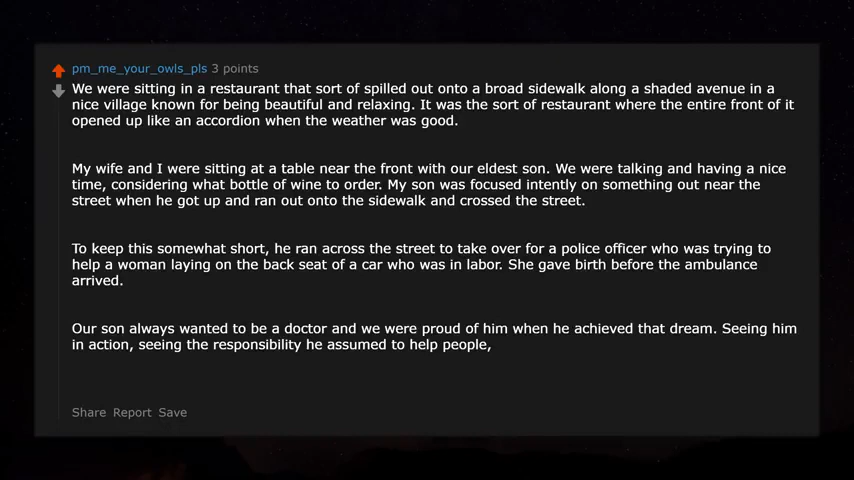 pm_me_your_owls_pls 3 points
We were sitting in a restaurant that sort of spilled out onto a broad sidewalk along a shaded avenue in a
nice village known for being beautiful and relaxing. It was the sort of restaurant where the entire front of it
opened up like an accordion when the weather was good.
My wife and I were sitting at a table near the front with our eldest son. We were talking and having a nice
time, considering what bottle of wine to order. My son was focused intently on something out near the
street when he got up and ran out onto the sidewalk and crossed the street.
To keep this somewhat short, he ran across the street to take over for a police officer who was trying to
help a woman laying on the back seat of a car who was in labor. She gave birth before the ambulance
arrived.
Our son always wanted to be a doctor and we were proud of him when he achieved that dream. Seeing him
in action, seeing the responsibility he assumed to help people,
Share Report Save